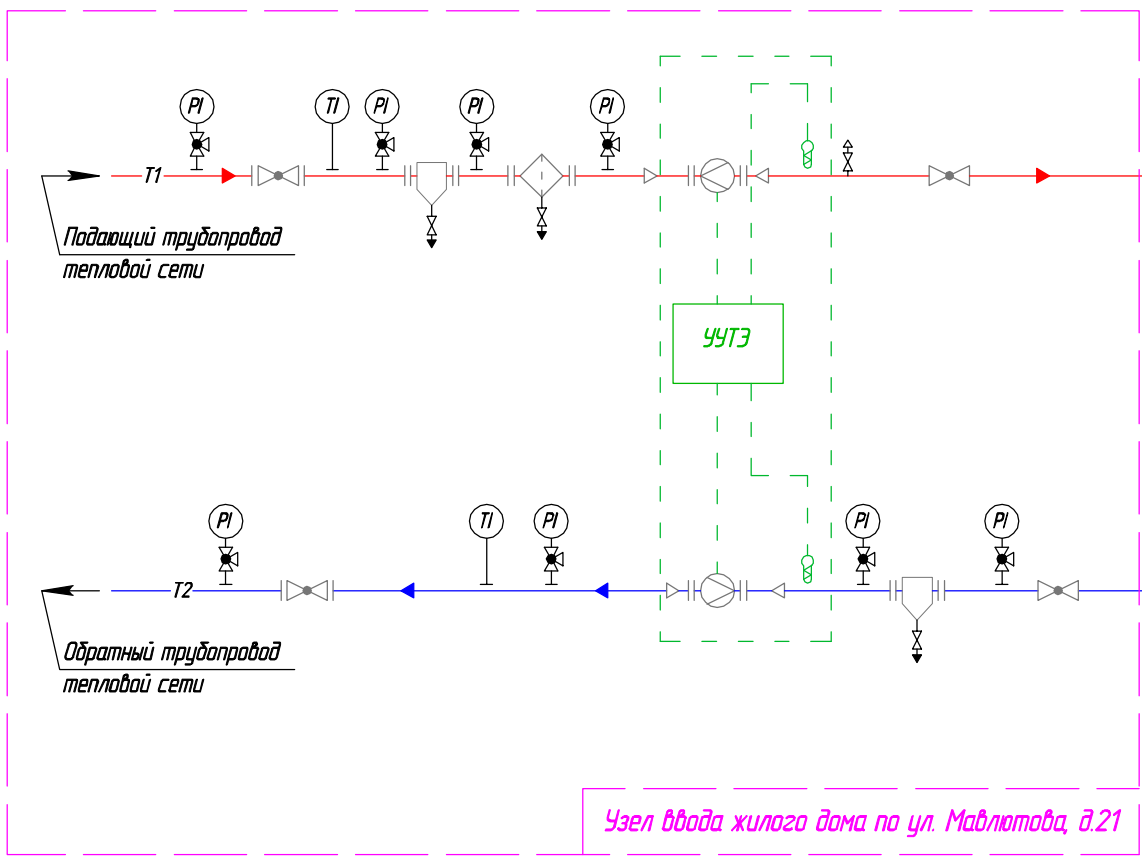 PI
TI
PI
PI
PI
T1
Подающий трубопровод
тепловой сети
УУТЭ
PI
TI
PI
PI
PI
T2
Обратный трубопровод
тепловой сети
Узел ввода жилого дома по ул. Мавлютова, д.21